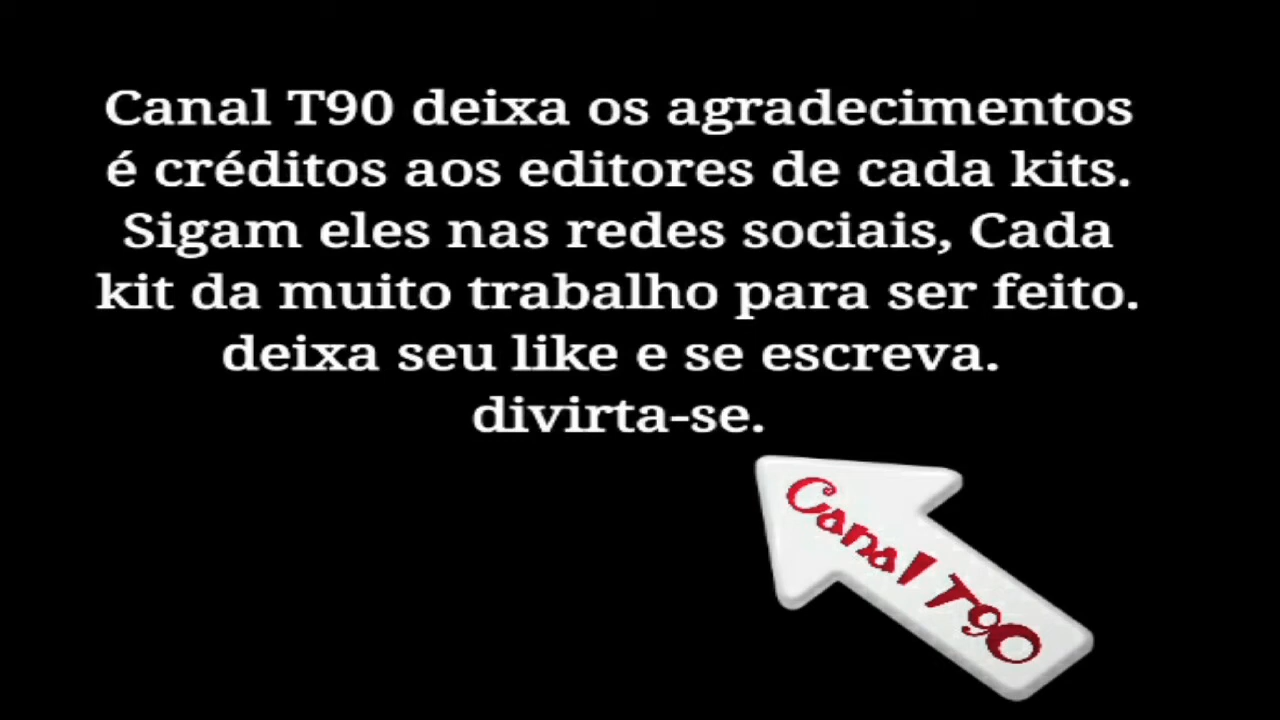 Canal T90 deixa os agradecimentos
é créditos aos editores de cada kits.
Sigam eles nas redes sociais, Cada
kit da muito trabalho para ser feito.
deixa seu like e se escreva.
divirta-se.
Canal T90